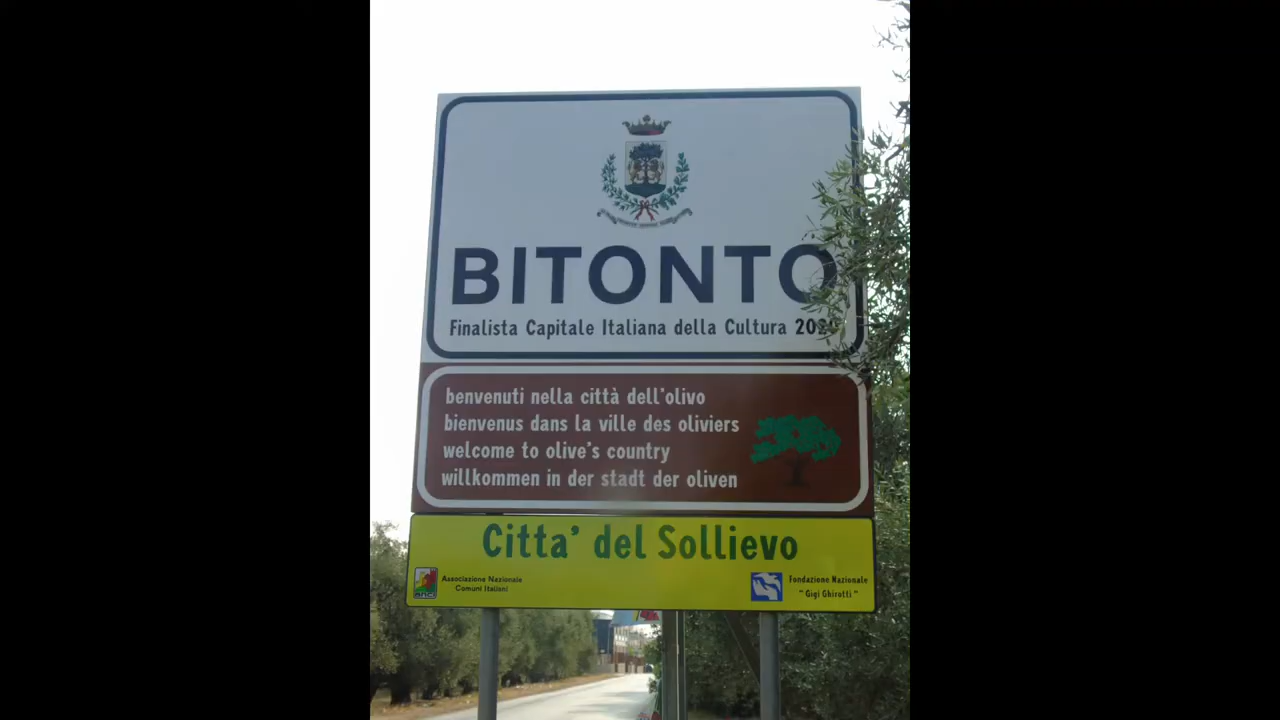 BITONTO
Finalista Capitale Italiana della Cultura
benvenuti nella città dell'olivo
bienvenus dans la ville des oliviers
welcome to olive's country
willkommen in der stadt der oliven
Citta' del Sollievo
anci
Associazione Nazionale
Comuni Italiani
Fondazione Nazionale
"Gigi Ghirotti"